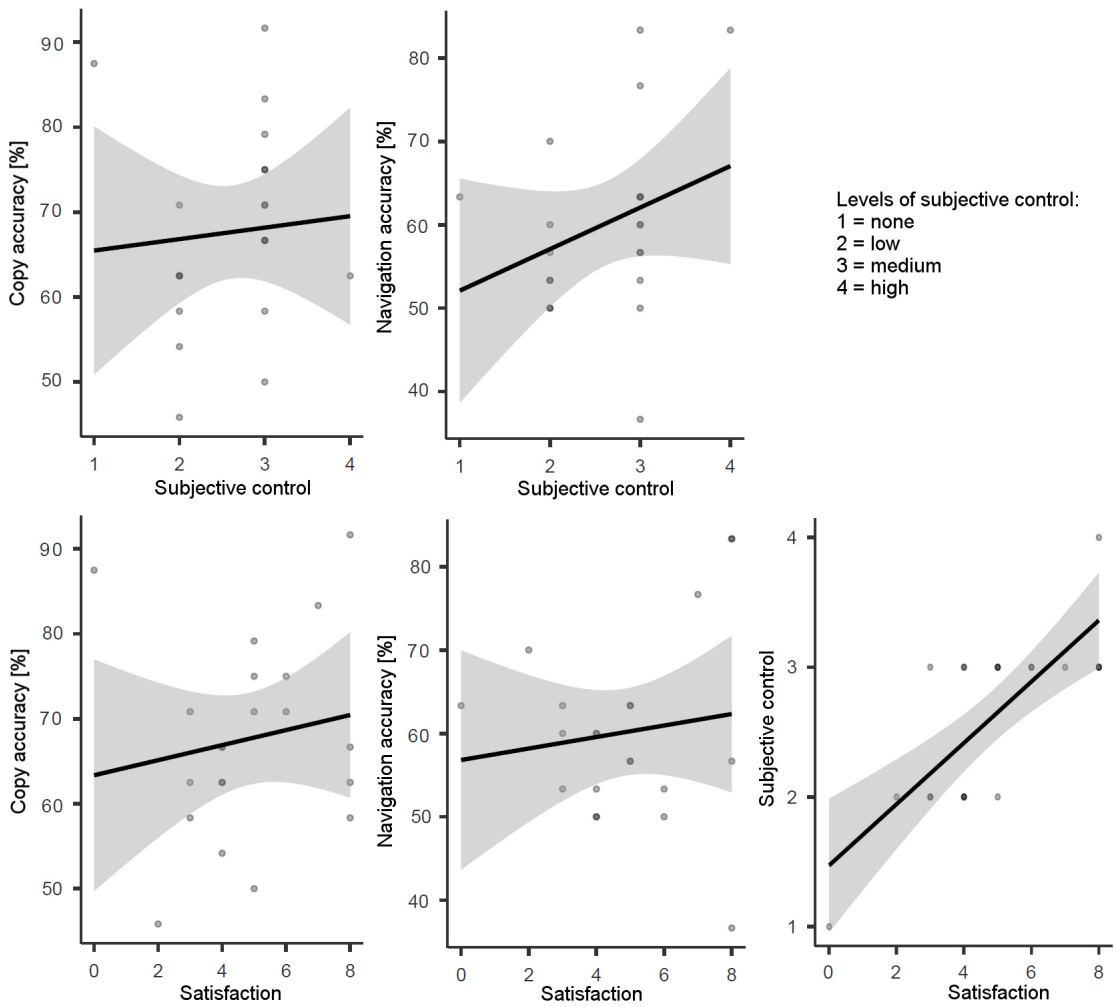 Copy accuracy [%]
90
80
70
60
50
1 2 3 4
Subjective control
Navigation accuracy [%]
80
70
60
50
40
1 2 3 4
Subjective control
Levels of subjective control:
1 = none
2 = low
3 = medium
4 = high
Copy accuracy [%]
90
80
70
60
50
0 2 4 6 8
Satisfaction
Navigation accuracy [%]
80
70
60
50
40
0 2 4 6 8
Satisfaction
Subjective control
4
3
2
1
0 2 4 6 8
Satisfaction